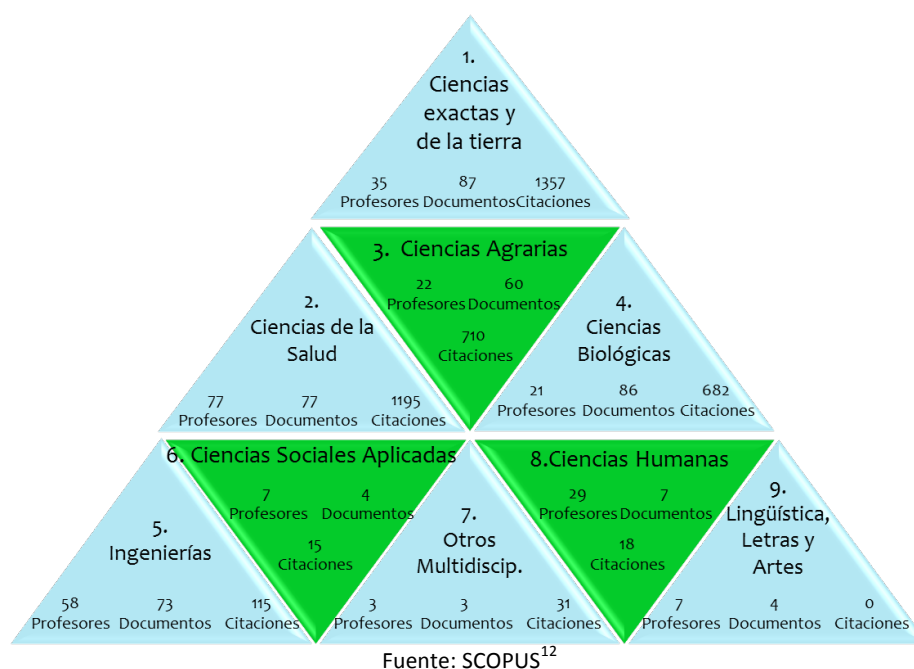 1.
Ciencias
exactas y
de la tierra
35 87 1357
Profesores Documentos Citaciones
3. Ciencias Agrarias
22 60
Profesores Documentos
710
Citaciones
2.
Ciencias de la
Salud
77 77 1195
Profesores Documentos Citaciones
4.
Ciencias
Biológicas
21 86 682
Profesores Documentos Citaciones
6. Ciencias Sociales Aplicadas
7 4
Profesores Documentos
15
Citaciones
8.Ciencias Humanas
29 7
Profesores Documentos
18
Citaciones
5.
Ingenierías
58 73 115
Profesores Documentos Citaciones
7.
Otros
Multidiscip.
3 3 31
Profesores Documentos Citaciones
9.
Lingüística,
Letras y
Artes
7 4 0
Profesores Documentos Citaciones
Fuente: SCOPUS12